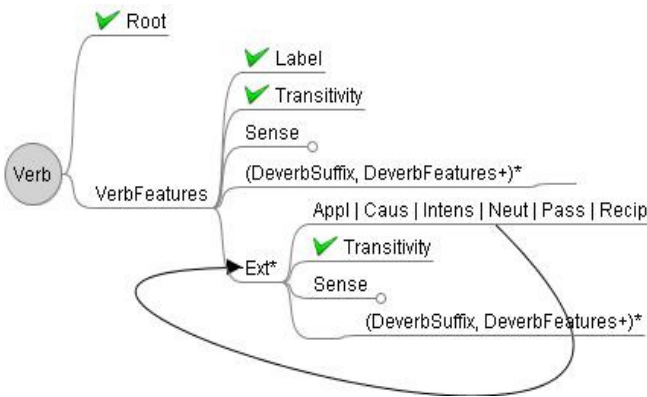 Root
Label
Transitivity
Sense
Verb
(DeverbSuffix, DeverbFeatures+)*
VerbFeatures
Appl | Caus | Intens | Neut | Pass | Recip
Transitivity
Ext*
Sense
(DeverbSuffix, DeverbFeatures+)*